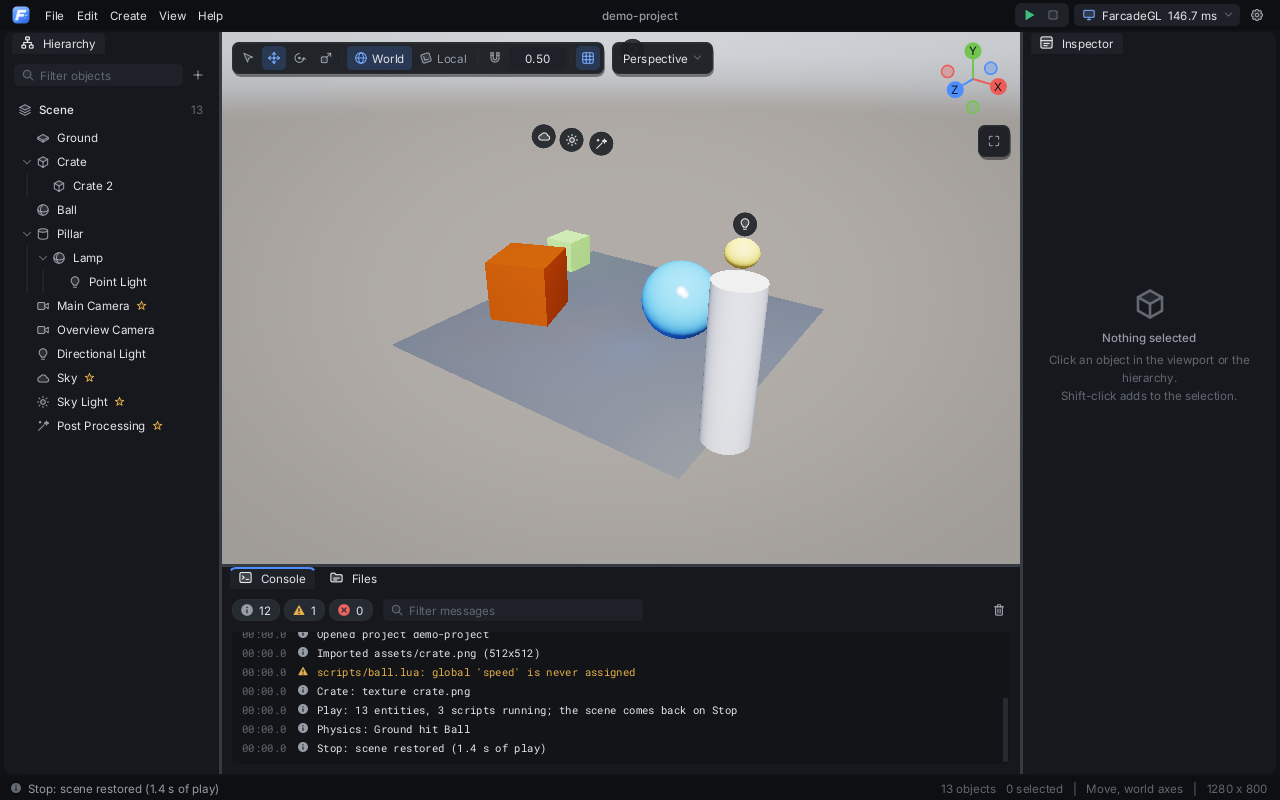 File Edit Create View Help
demo-project
FarcadeGL 146.7 ms
Hierarchy
Filter objects
Scene 13
Ground
Crate
Crate 2
Ball
Pillar
Lamp
Point Light
Main Camera
Overview Camera
Directional Light
Sky
Sky Light
Post Processing
World Local 0.50 Perspective
Y
X
Z
Inspector
Nothing selected
Click an object in the viewport or the
hierarchy.
Shift-click adds to the selection.
Console Files
12 1 0 Filter messages
00:00.0 Opened project demo-project
00:00.0 Imported assets/crate.png (512x512)
00:00.0 scripts/ball.lua: global 'speed' is never assigned
00:00.0 Crate: texture crate.png
00:00.0 Play: 13 entities, 3 scripts running; the scene comes back on Stop
00:00.0 Physics: Ground hit Ball
00:00.0 Stop: scene restored (1.4 s of play)
Stop: scene restored (1.4 s of play)
13 objects 0 selected | Move, world axes | 1280 x 800